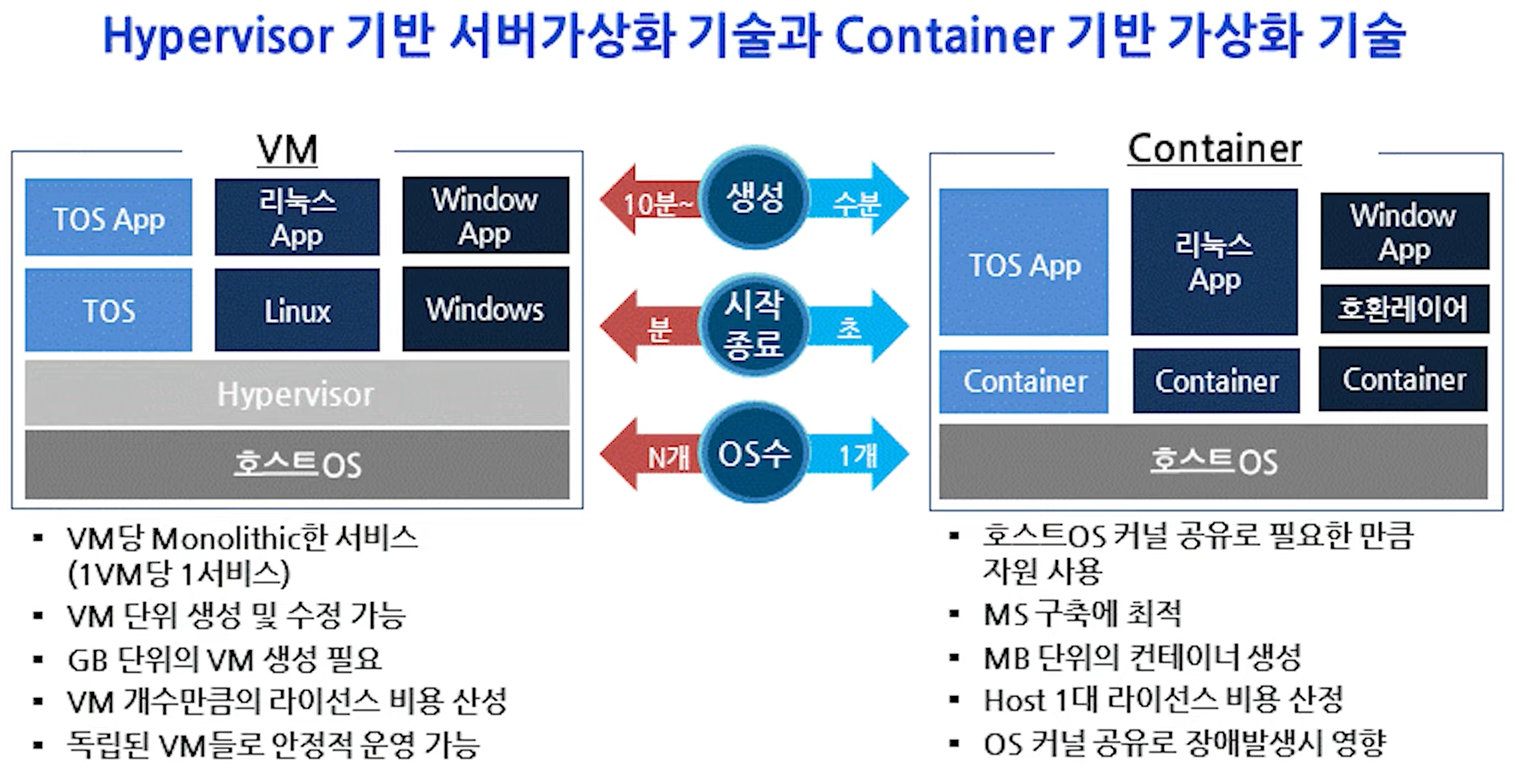 Hypervisor 기반 서버가상화 기술과 Container 기반 가상화 기술
VM
TOS App
리눅스
App
Window
App
TOS
Linux
Windows
Hypervisor
호스트OS
10분~
생성
수분
분
시작
종료
초
N개
OS수
1개
Container
TOS App
리눅스
App
Window
App
호환레이어
Container
Container
Container
호스트OS
▪ VM당 Monolithic한 서비스
(1VM당 1서비스)
▪ VM 단위 생성 및 수정 가능
▪ GB 단위의 VM 생성 필요
▪ VM 개수만큼의 라이선스 비용 산성
▪ 독립된 VM들로 안정적 운영 가능
▪ 호스트OS 커널 공유로 필요한 만큼
자원 사용
▪ MS 구축에 최적
▪ MB 단위의 컨테이너 생성
▪ Host 1대 라이선스 비용 산정
▪ OS 커널 공유로 장애발생시 영향